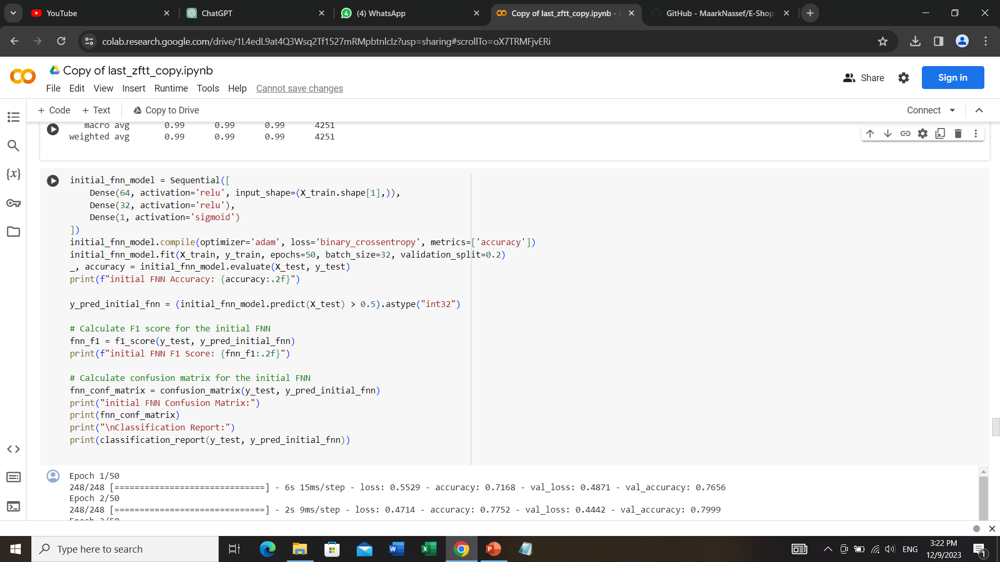 YouTube
ChatGPT
(4) WhatsApp
Copy of last_zftt_copy.ipynb -
GitHub - MaarkNassef/E-Shop
colab.research.google.com/drive/1L4edL9at4Q3Wsq2Tf1527mRMpbtnlcIz?usp=sharing#scrollTo=oX7TRMFjvERi
Copy of last_zftt_copy.ipynb
File Edit View Insert Runtime Tools Help Cannot save changes
Share
Sign in
+ Code + Text Copy to Drive
Connect
macro avg 0.99 0.99 0.99 4251
weighted avg 0.99 0.99 0.99 4251
initial_fnn_model = Sequential([
Dense(64, activation='relu', input_shape=(X_train.shape[1],)),
Dense(32, activation='relu'),
Dense(1, activation='sigmoid')
])
initial_fnn_model.compile(optimizer='adam', loss='binary_crossentropy', metrics=['accuracy'])
initial_fnn_model.fit(X_train, y_train, epochs=50, batch_size=32, validation_split=0.2)
_, accuracy = initial_fnn_model.evaluate(X_test, y_test)
print(f"initial FNN Accuracy: {accuracy:.2f}")
y_pred_initial_fnn = (initial_fnn_model.predict(X_test) > 0.5).astype("int32")
# Calculate F1 score for the initial FNN
fnn_f1 = f1_score(y_test, y_pred_initial_fnn)
print(f"initial FNN F1 Score: {fnn_f1:.2f}")
# Calculate confusion matrix for the initial FNN
fnn_conf_matrix = confusion_matrix(y_test, y_pred_initial_fnn)
print("initial FNN Confusion Matrix:")
print(fnn_conf_matrix)
print("\nClassification Report:")
print(classification_report(y_test, y_pred_initial_fnn))
Epoch 1/50
248/248 [==============================] - 6s 15ms/step - loss: 0.5529 - accuracy: 0.7168 - val_loss: 0.4871 - val_accuracy: 0.7656
Epoch 2/50
248/248 [==============================] - 2s 9ms/step - loss: 0.4714 - accuracy: 0.7752 - val_loss: 0.4442 - val_accuracy: 0.7999
Epoch 3/50
Type here to search
ENG
3:22 PM
12/9/2023
1